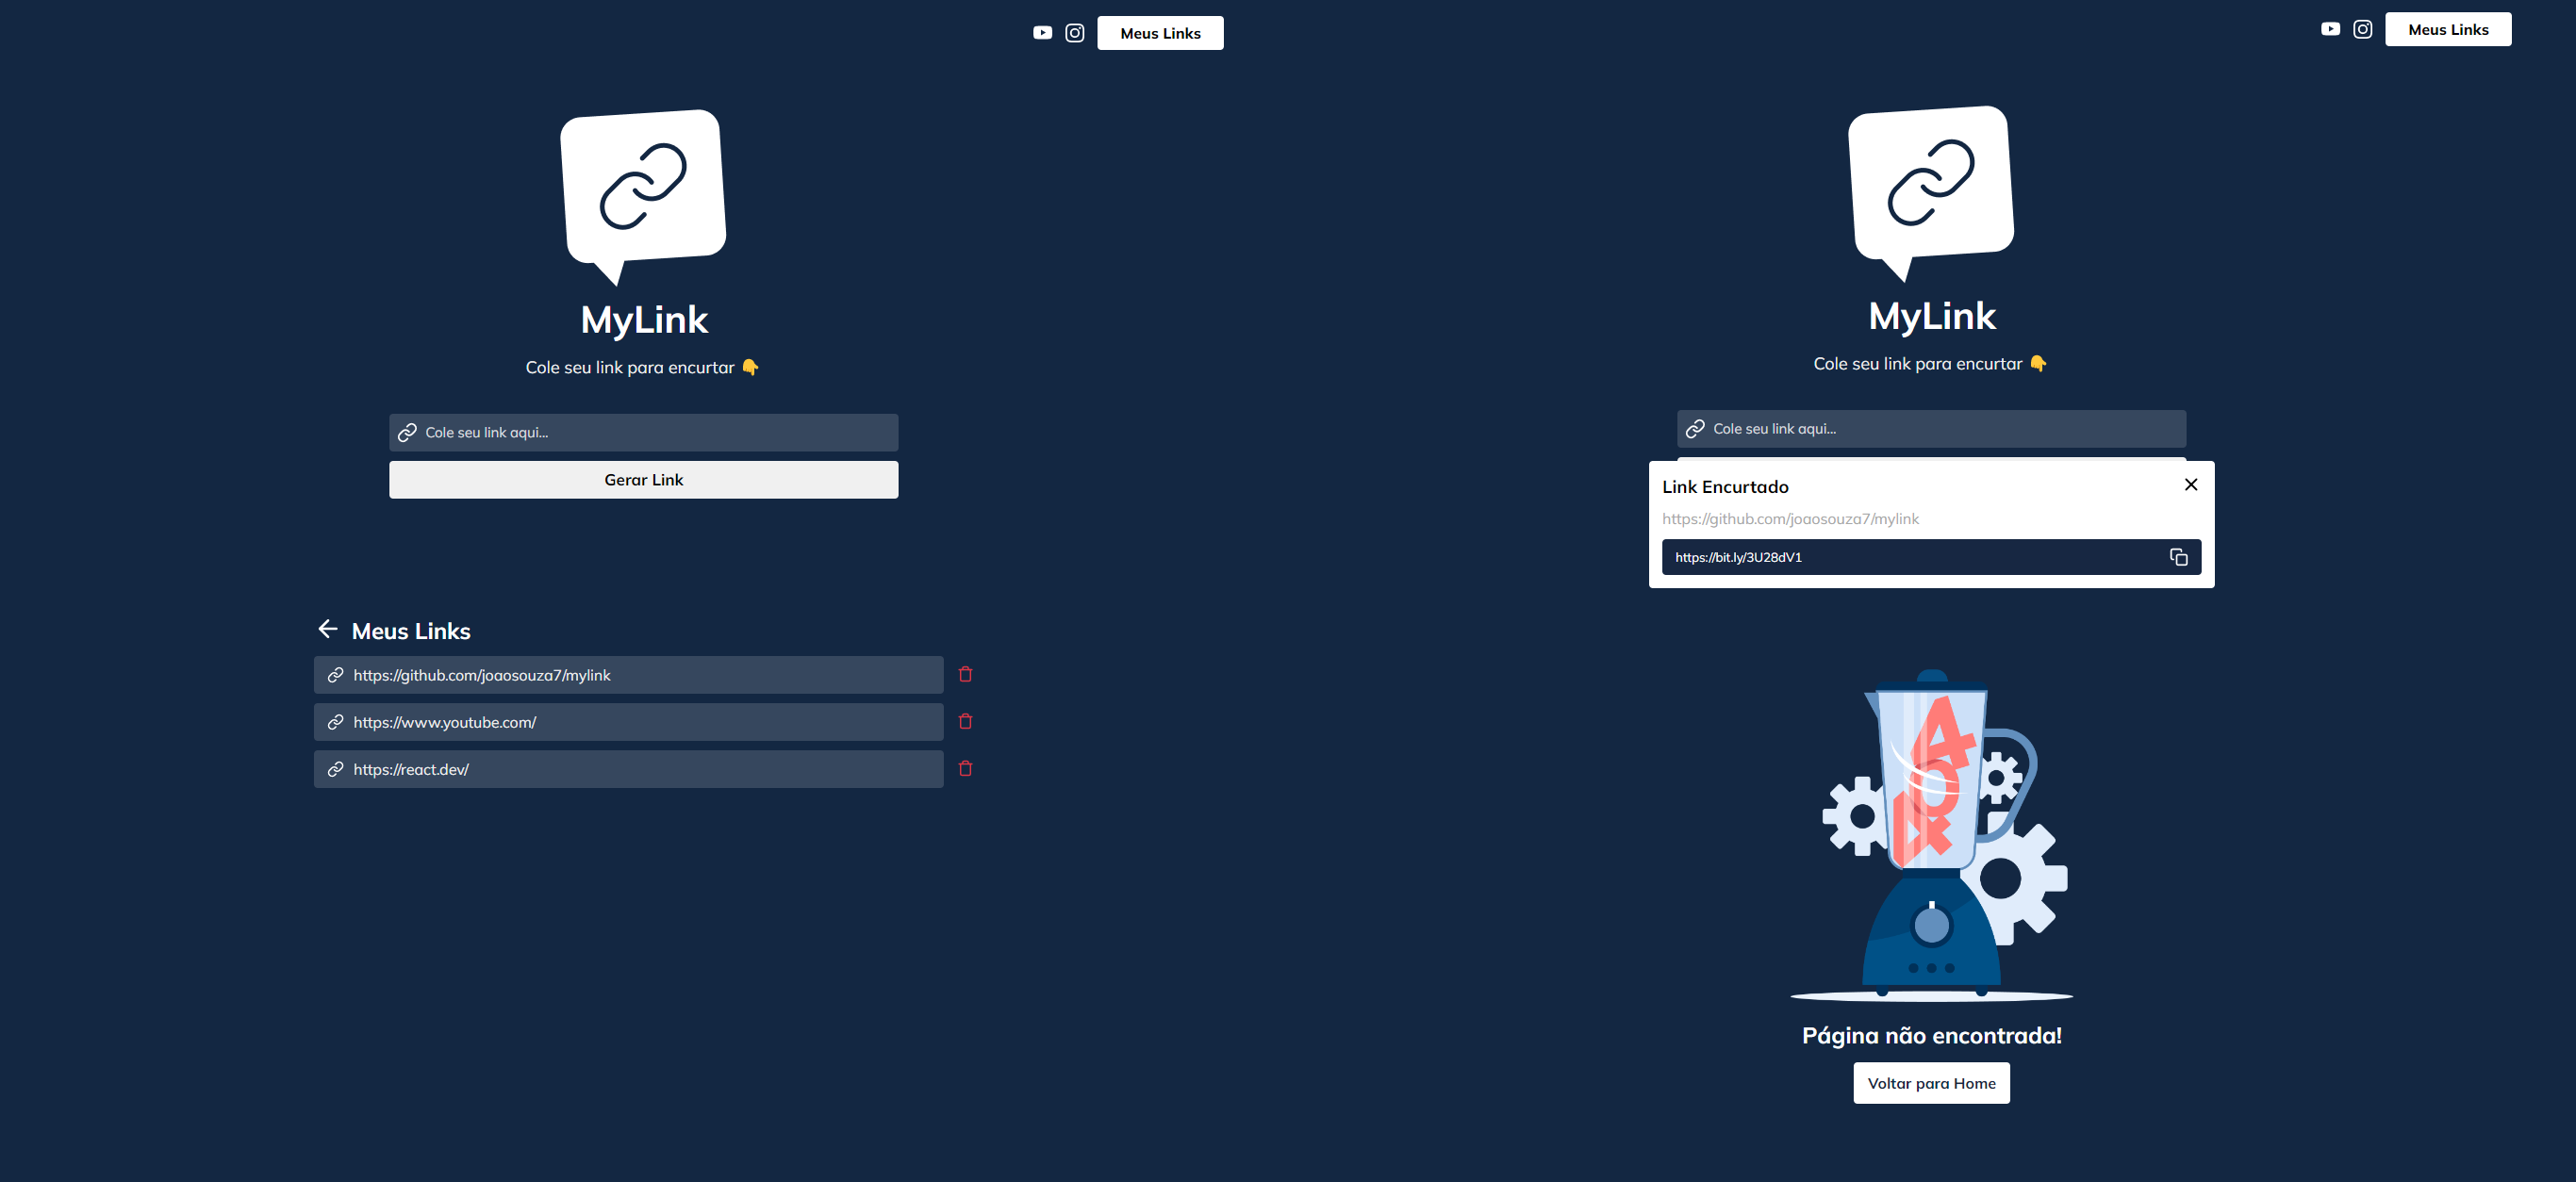 Meus Links
MyLink
Cole seu link para encurtar 👇
Cole seu link aqui...
Gerar Link
Meus Links
https://github.com/joaosouza7/mylink
https://www.youtube.com/
https://react.dev/
Meus Links
MyLink
Cole seu link para encurtar 👇
Cole seu link aqui...
Link Encurtado
https://github.com/joaosouza7/mylink
https://bit.ly/3U28dV1
4
0
4
Página não encontrada!
Voltar para Home